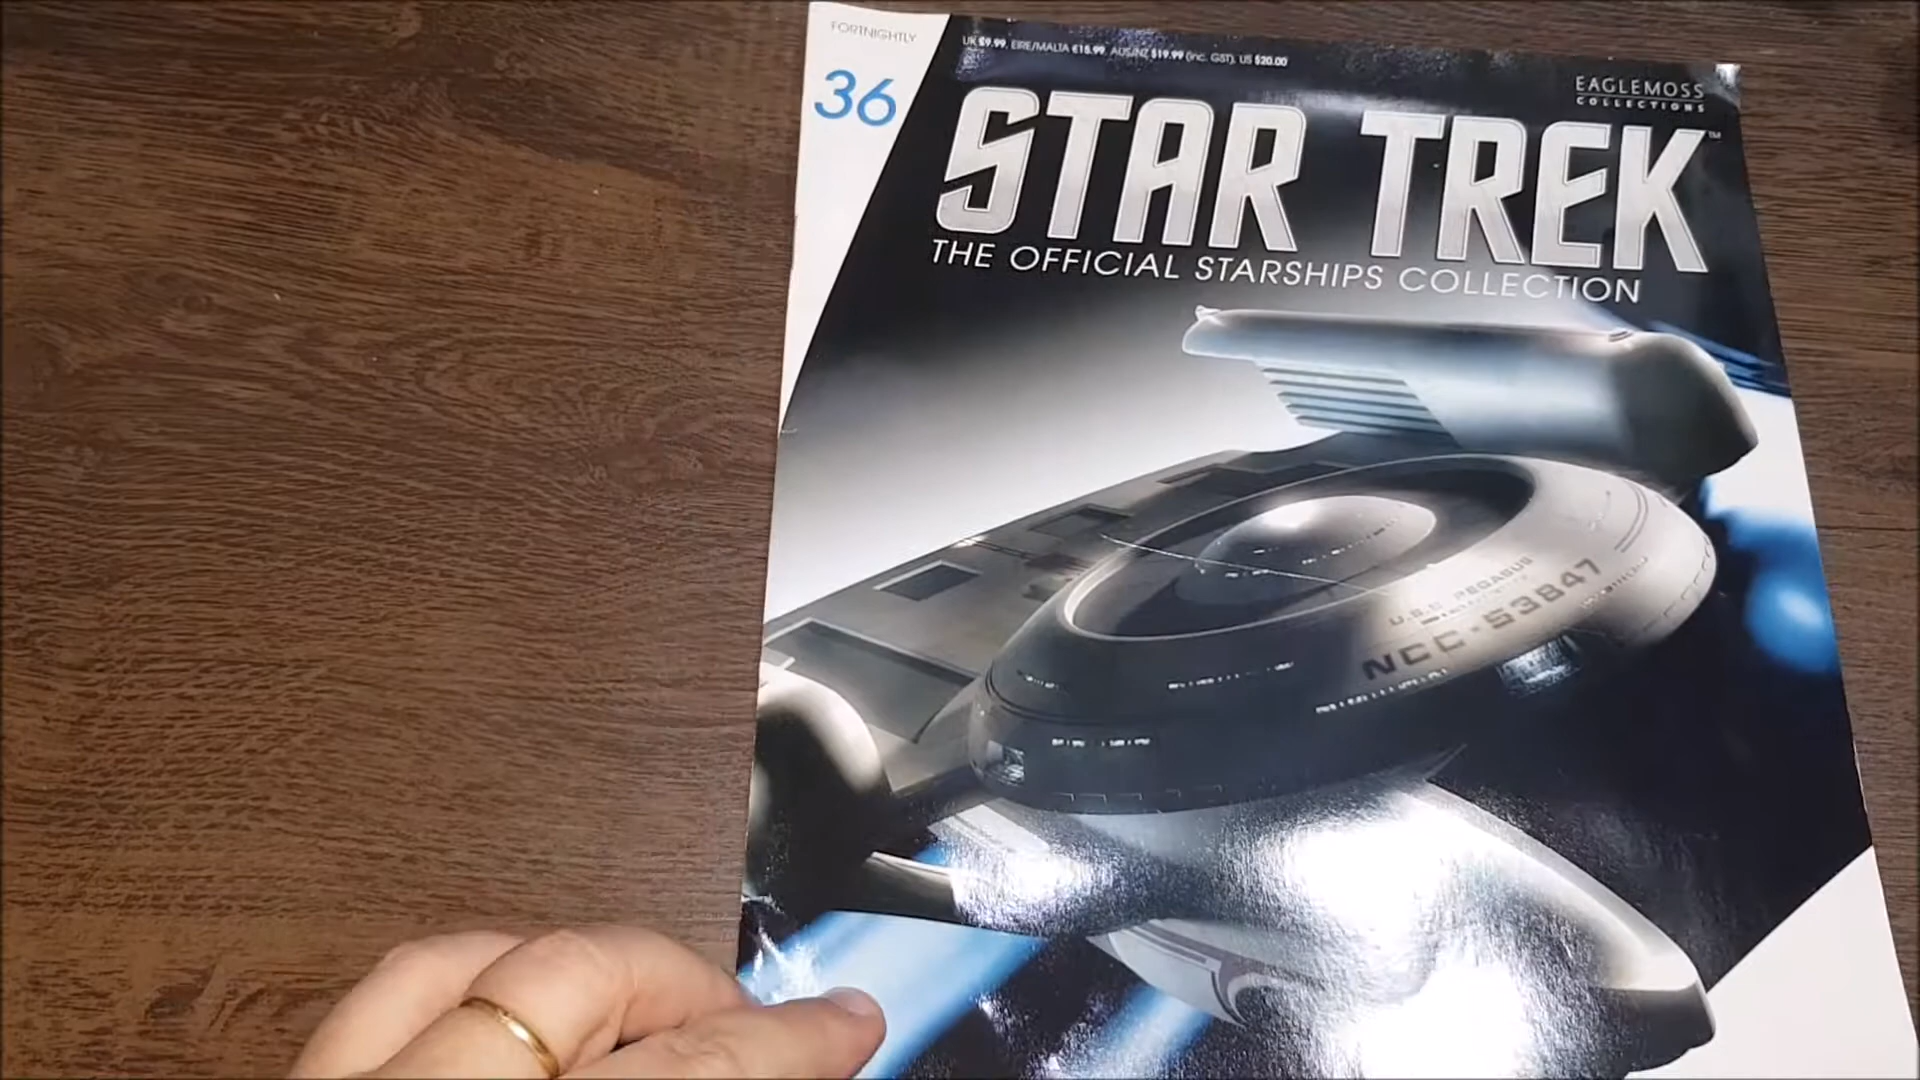 FORTNIGHTLY
36
UK £9.99, EIRE/MALTA €15.99, AUS/NZ $19.99 (inc. GST), US $20.00
EAGLEMOSS
COLLECTIONS
STAR TREK™
THE OFFICIAL STARSHIPS COLLECTION
U.S.S. PEGASUS
NCC-53847